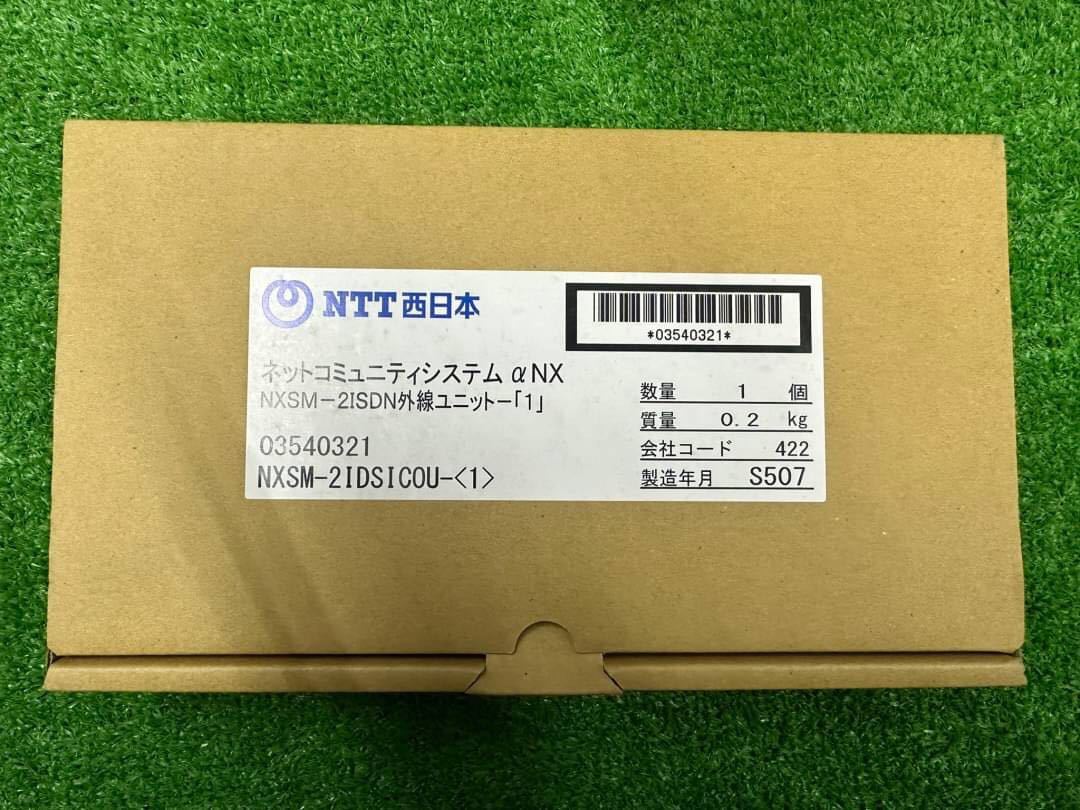 NTT西日本
*03540321*
ネットコミュニティシステム αNX
NXSM-2ISDN外線ユニット-「1」
03540321
NXSM-2IDSICOU-<1>
数量 1 個
質量 0.2 kg
会社コード 422
製造年月 S507